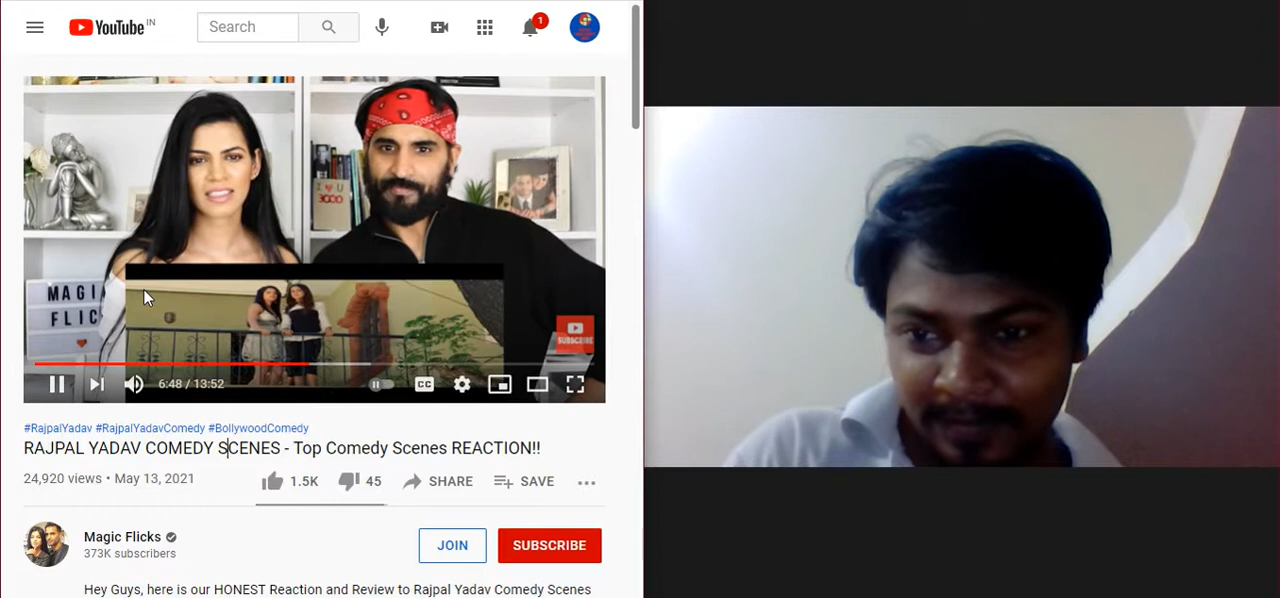 YouTube IN
Search
1
I ❤ U
3000
MAGI
FLIC
SUBSCRIBE
6:48 / 13:52
CC
#RajpalYadav #RajpalYadavComedy #BollywoodComedy
RAJPAL YADAV COMEDY SCENES - Top Comedy Scenes REACTION!!
24,920 views • May 13, 2021
1.5K
45
SHARE
SAVE
Magic Flicks
373K subscribers
JOIN
SUBSCRIBE
Hey Guys, here is our HONEST Reaction and Review to Rajpal Yadav Comedy Scenes